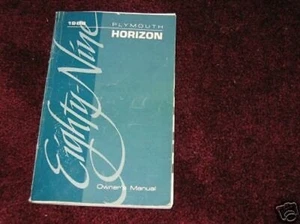 1989 PLYMOUTH
HORIZON
Eighty-Nine
Owner's Manual